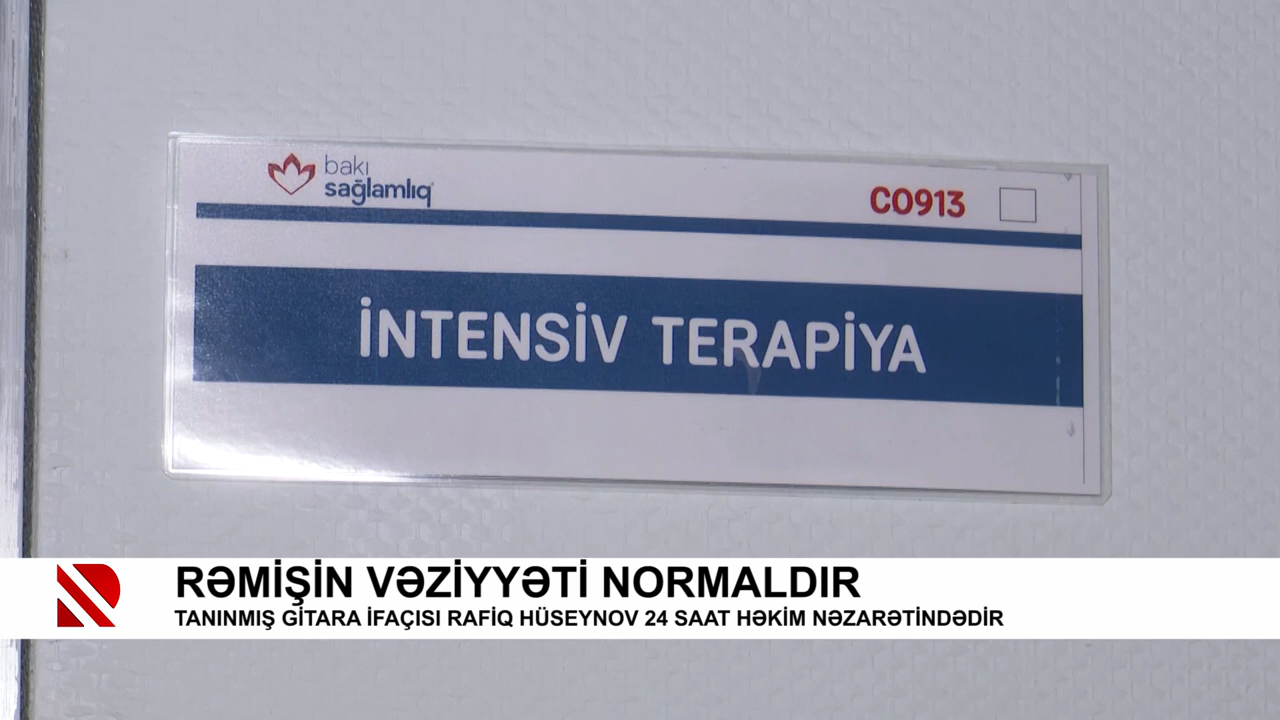 bakı
sağlamlıq
CO913
İNTENSİV TERAPİYA
RƏMİŞİN VƏZİYYƏTİ NORMALDIR
TANINMIŞ GİTARA İFAÇISI RAFİQ HÜSEYNOV 24 SAAT HƏKİM NƏZARƏTİNDƏDİR